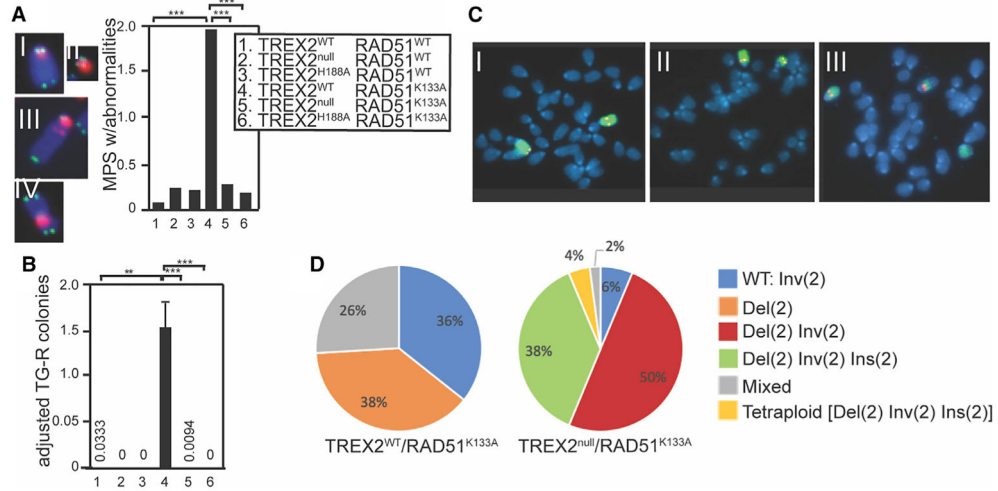 A
I
II
III
IV
MPS w/abnormalities
***
***
***
2.0
1.5
1.0
0.5
0
1 2 3 4 5 6
1. TREX2WT RAD51WT
2. TREX2null RAD51WT
3. TREX2H188A RAD51WT
4. TREX2WT RAD51K133A
5. TREX2null RAD51K133A
6. TREX2H188A RAD51K133A
B
adjusted TG-R colonies
**
***
***
2.0
1.5
1.0
0.05
0
0.0333 0 0 0.0094 0
1 2 3 4 5 6
C
I
II
III
D
26%
36%
38%
TREX2WT/RAD51K133A
4%
2%
6%
38%
50%
TREX2null/RAD51K133A
WT: Inv(2)
Del(2)
Del(2) Inv(2)
Del(2) Inv(2) Ins(2)
Mixed
Tetraploid [Del(2) Inv(2) Ins(2)]